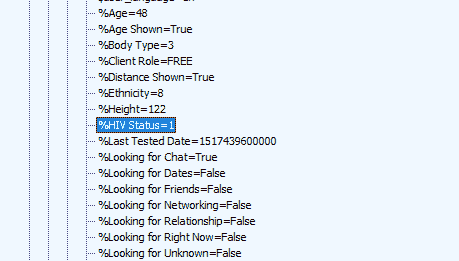 %Age=48
%Age Shown=True
%Body Type=3
%Client Role=FREE
%Distance Shown=True
%Ethnicity=8
%Height=122
%HIV Status=1
%Last Tested Date=1517439600000
%Looking for Chat=True
%Looking for Dates=False
%Looking for Friends=False
%Looking for Networking=False
%Looking for Relationship=False
%Looking for Right Now=False
%Looking for Unknown=False